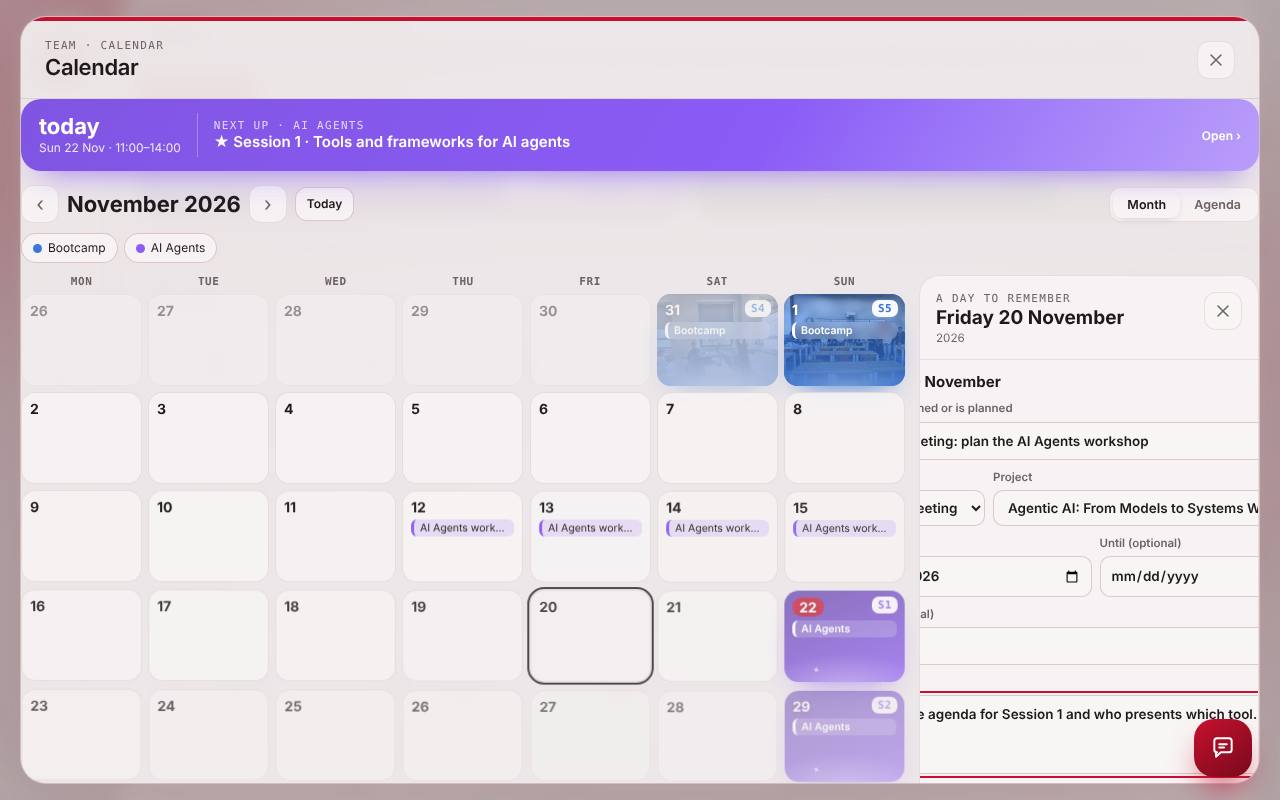 TEAM · CALENDAR
Calendar
today
Sun 22 Nov · 11:00–14:00
NEXT UP · AI AGENTS
★ Session 1 · Tools and frameworks for AI agents
Open ›
‹ November 2026 ›
Today
Month
Agenda
Bootcamp
AI Agents
MON TUE WED THU FRI SAT SUN
26 27 28 29 30 31 S4 1 S5
Bootcamp Bootcamp
2 3 4 5 6 7 8
9 10 11 12 13 14 15
AI Agents work… AI Agents work… AI Agents work… AI Agents work…
16 17 18 19 20 21 22 S1
AI Agents
23 24 25 26 27 28 29 S2
AI Agents
A DAY TO REMEMBER
Friday 20 November
2026
November
ned or is planned
eting: plan the AI Agents workshop
Project
eeting
Agentic AI: From Models to Systems W
Until (optional)
026
mm/dd/yyyy
al)
e agenda for Session 1 and who presents which tool.